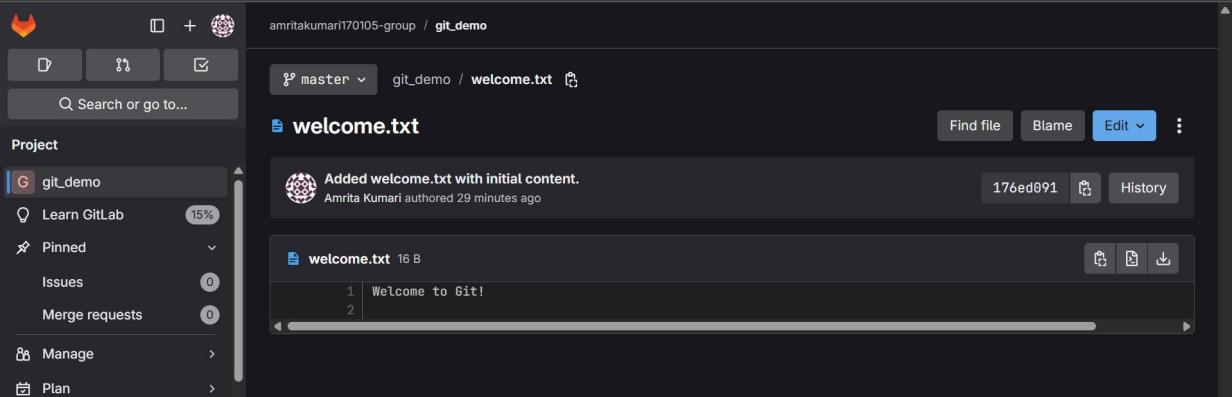 amritakumari170105-group / git_demo
Search or go to...
Project
G git_demo
Learn GitLab 15%
Pinned
Issues 0
Merge requests 0
Manage
Plan
master git_demo / welcome.txt
welcome.txt
Find file Blame Edit
Added welcome.txt with initial content.
Amrita Kumari authored 29 minutes ago
176ed091 History
welcome.txt 16 B
1 Welcome to Git!
2